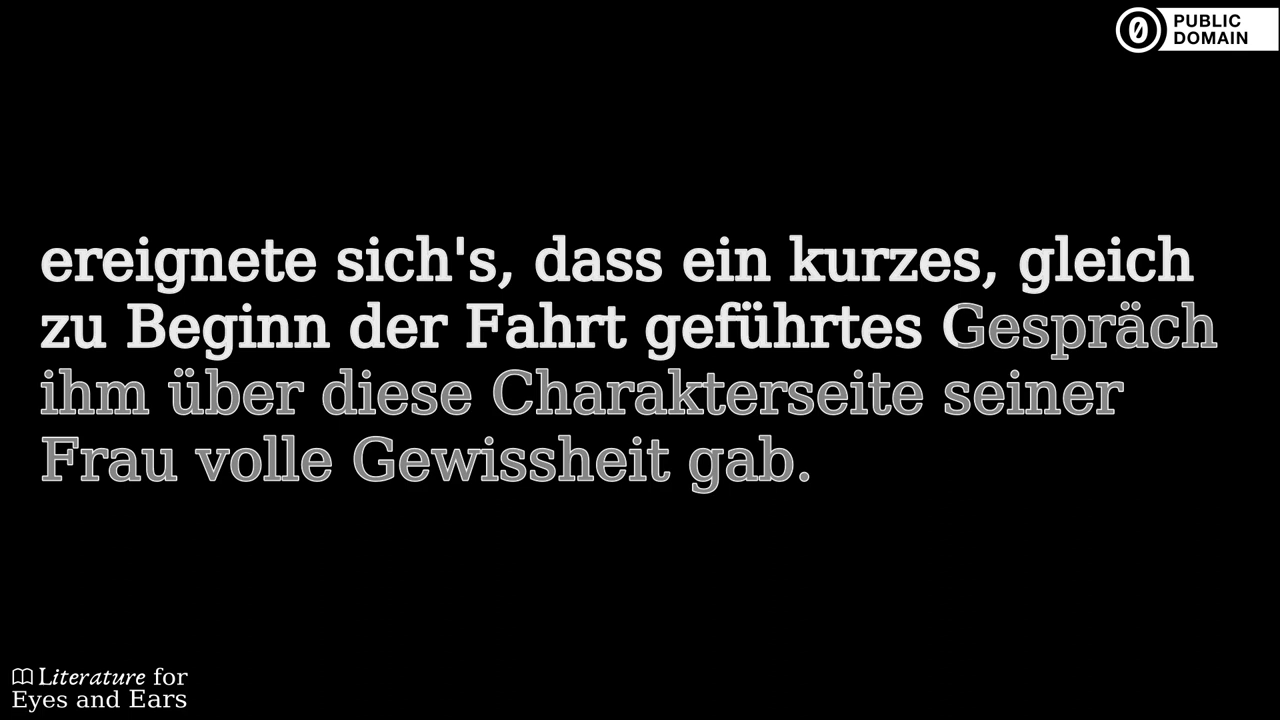 PUBLIC
DOMAIN
ereignete sich's, dass ein kurzes, gleich
zu Beginn der Fahrt geführtes Gespräch
ihm über diese Charakterseite seiner
Frau volle Gewissheit gab.
Literature for
Eyes and Ears